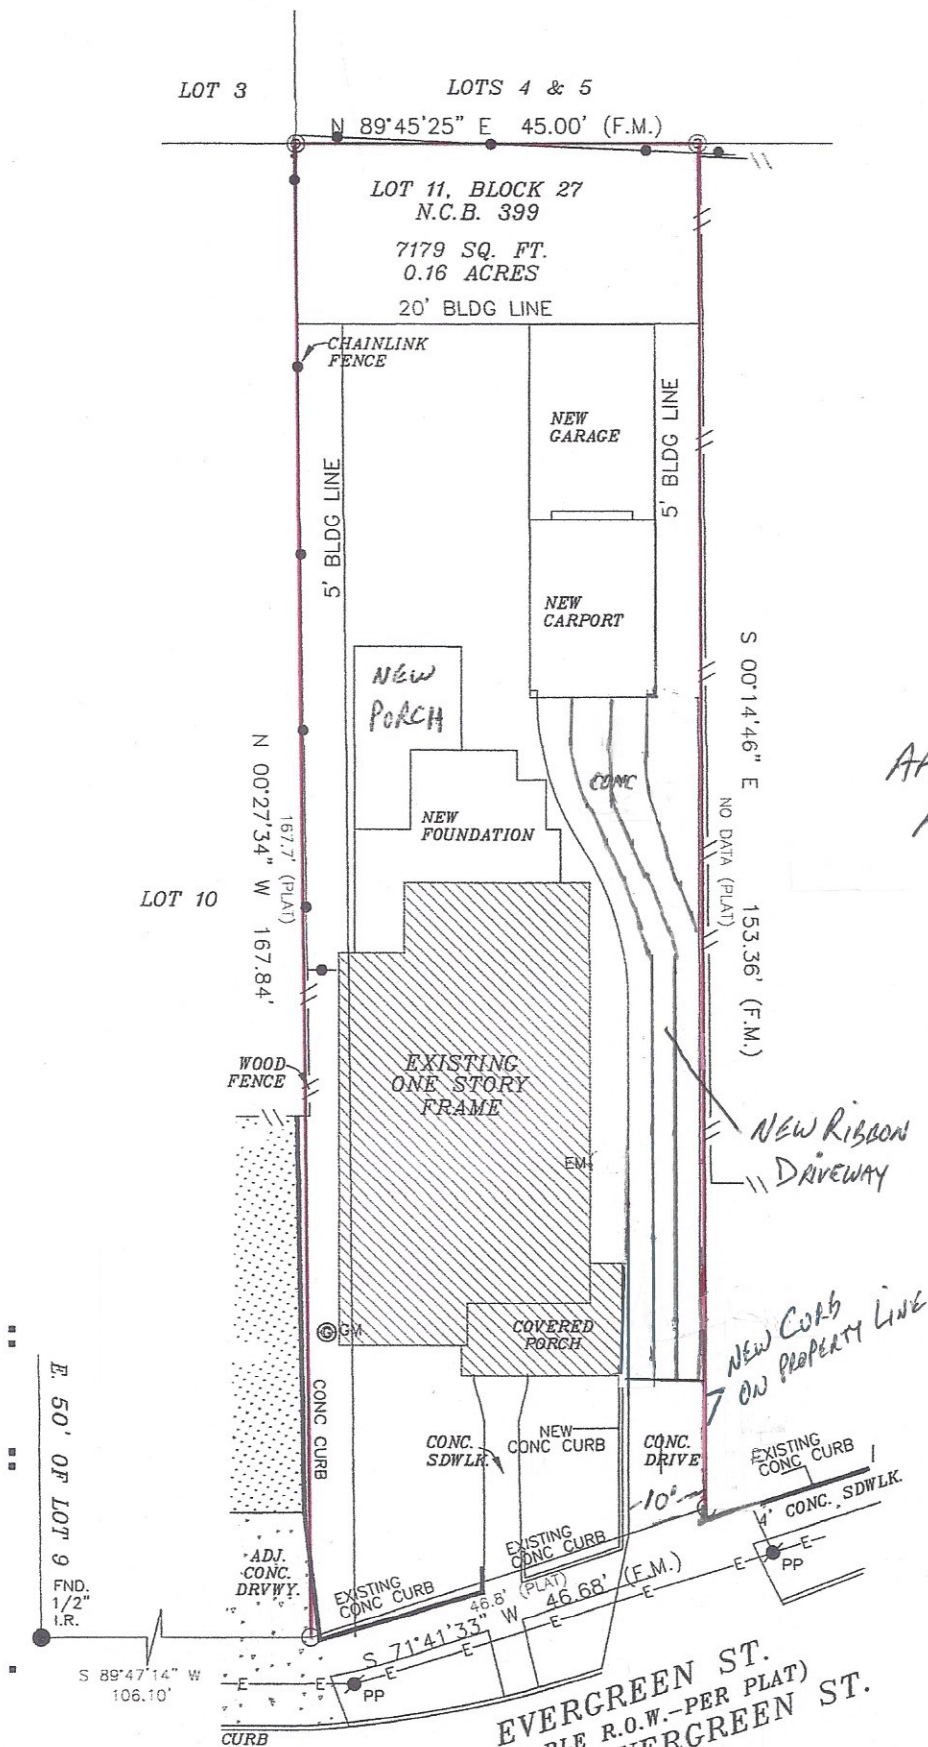 LOT 3
LOTS 4 & 5
N 89°45'25" E 45.00' (F.M.)
LOT 11, BLOCK 27
N.C.B. 399
7179 SQ. FT.
0.16 ACRES
20' BLDG LINE
CHAINLINK
FENCE
NEW
GARAGE
5' BLDG LINE
5' BLDG LINE
NEW
CARPORT
NEW
PORCH
S 00°14'46" E 153.36' (F.M.)
NO DATA (PLAT)
CONC
N 00°27'34" W 167.84'
167.7' (PLAT)
NEW
FOUNDATION
LOT 10
EXISTING
ONE STORY
FRAME
WOOD
FENCE
EM
NEW RIBBON
DRIVEWAY
G GM
COVERED
PORCH
NEW CURB
ON PROPERTY LINE
CONC CURB
E. 50' OF LOT 9
CONC.
SDWLK.
NEW
CONC CURB
CONC.
DRIVE
10'
EXISTING
CONC CURB
4' CONC. SDWLK.
EXISTING
CONC CURB
ADJ.
CONC.
DRVWY.
EXISTING
CONC CURB
46.8' (PLAT)
S 71°41'33" W 46.68' (F.M.)
E E E E E E
PP
FND.
1/2"
I.R.
S 89°47'14" W
106.10'
E E
PP
CURB
EVERGREEN ST.
R.O.W.-PER PLAT)
EVERGREEN ST.